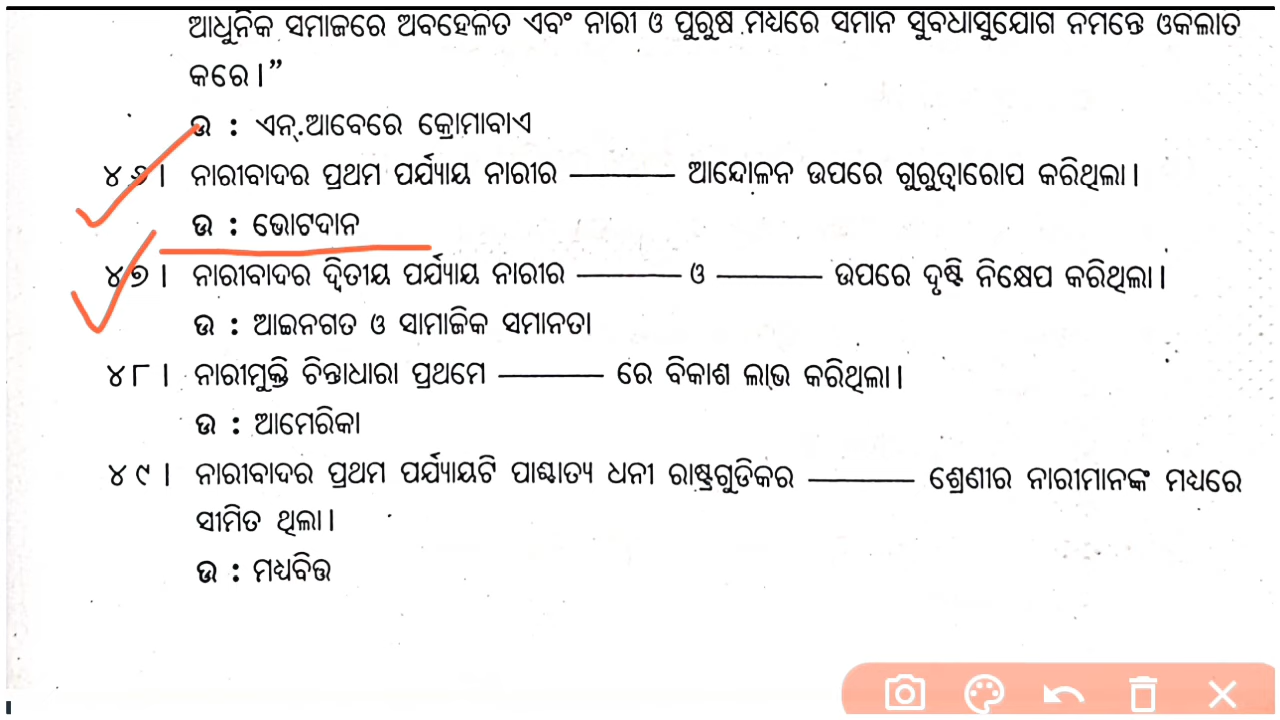 ଆଧୁନିକ ସମାଜରେ ଅବହେଳିତ ଏବଂ ନାରୀ ଓ ପୁରୁଷ ମଧ୍ୟରେ ସମାନ ସୁବିଧାସୁଯୋଗ ନିମନ୍ତେ ଓକିଲାତି
କରେ।”
ଉ : ଏନ୍.ଆବେରେ କ୍ରୋମାବାଏ
୪୬। ନାରୀବାଦର ପ୍ରଥମ ପର୍ଯ୍ୟାୟ ନାରୀର ——— ଆନ୍ଦୋଳନ ଉପରେ ଗୁରୁତ୍ୱାରୋପ କରିଥିଲା।
ଉ : ଭୋଟଦାନ
୪୭। ନାରୀବାଦର ଦ୍ୱିତୀୟ ପର୍ଯ୍ୟାୟ ନାରୀର ——— ଓ ——— ଉପରେ ଦୃଷ୍ଟି ନିକ୍ଷେପ କରିଥିଲା।
ଉ : ଆଇନଗତ ଓ ସାମାଜିକ ସମାନତା
୪୮। ନାରୀମୁକ୍ତି ଚିନ୍ତାଧାରା ପ୍ରଥମେ ——— ରେ ବିକାଶ ଲାଭ କରିଥିଲା।
ଉ : ଆମେରିକା
୪୯। ନାରୀବାଦର ପ୍ରଥମ ପର୍ଯ୍ୟାୟଟି ପାଶ୍ଚାତ୍ୟ ଧନୀ ରାଷ୍ଟ୍ରଗୁଡିକର ——— ଶ୍ରେଣୀର ନାରୀମାନଙ୍କ ମଧ୍ୟରେ
ସୀମିତ ଥିଲା।
ଉ : ମଧ୍ୟବିତ୍ତ